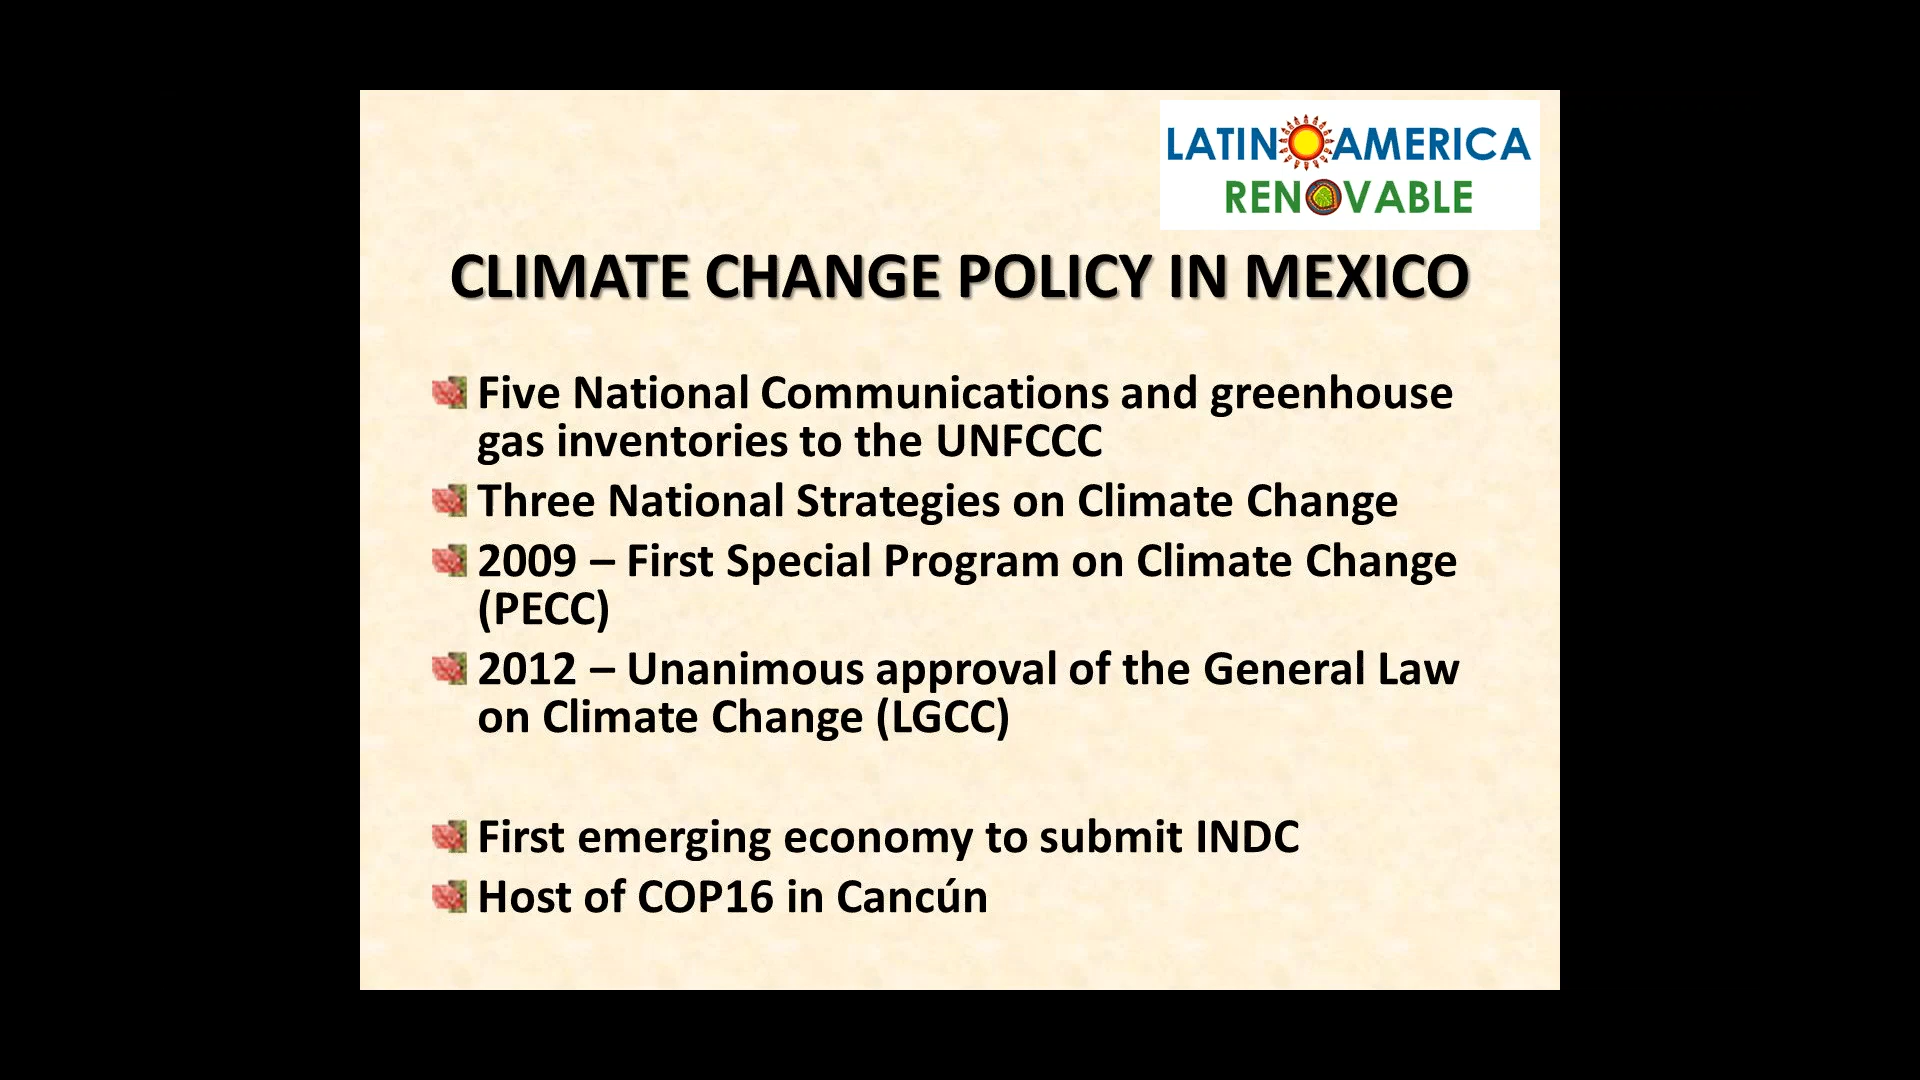 LATINOAMERICA
RENOVABLE
CLIMATE CHANGE POLICY IN MEXICO
Five National Communications and greenhouse
gas inventories to the UNFCCC
Three National Strategies on Climate Change
2009 – First Special Program on Climate Change
(PECC)
2012 – Unanimous approval of the General Law
on Climate Change (LGCC)
First emerging economy to submit INDC
Host of COP16 in Cancún